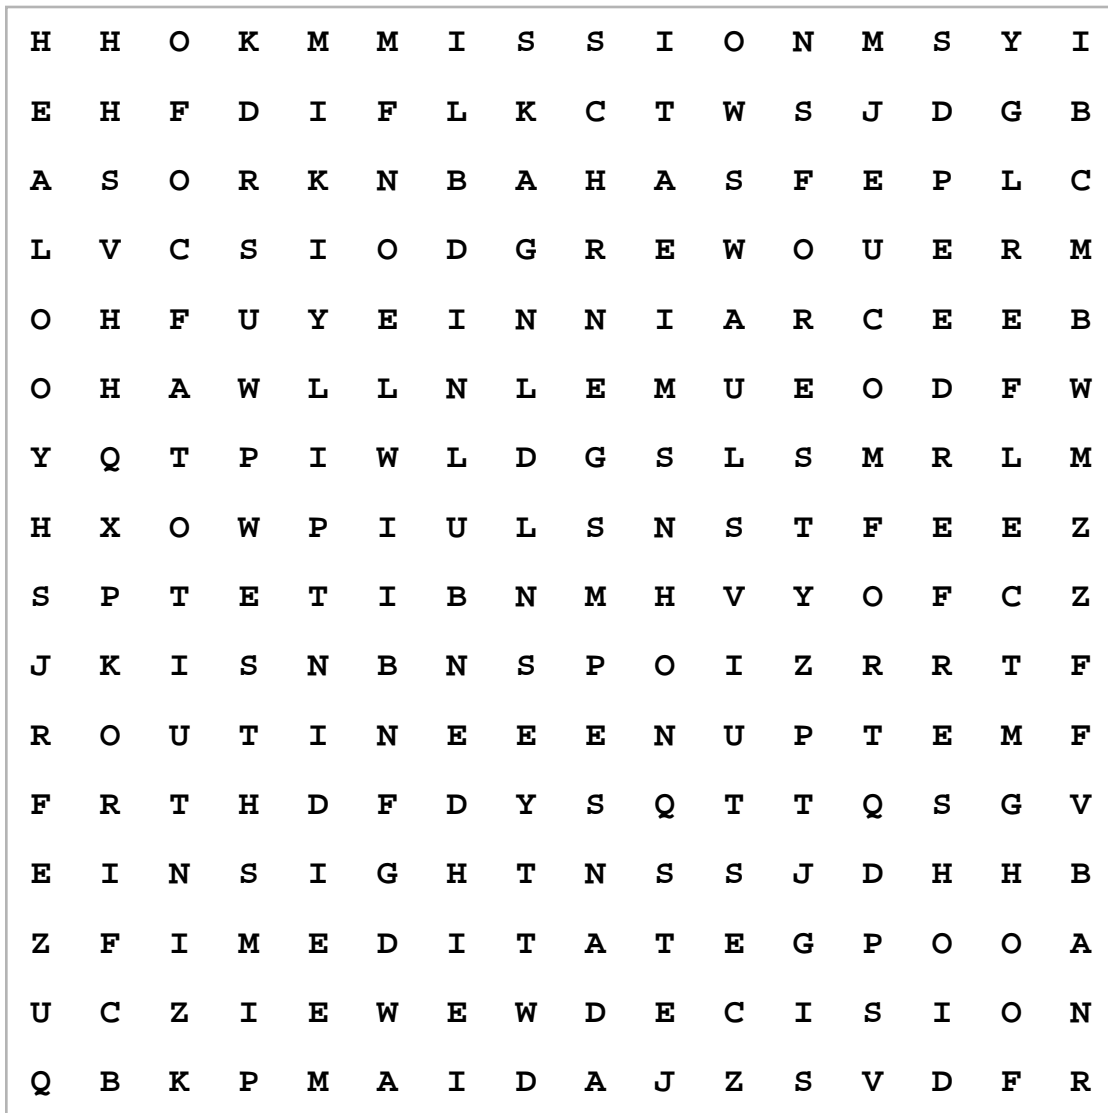 H H O K M M I S S I O N M S Y I
E H F D I F L K C T W S J D G B
A S O R K N B A H A S F E P L C
L V C S I O D G R E W O U E R M
O H F U Y E I N N I A R C E E B
O H A W L L N L E M U E O D F W
Y Q T P I W L D G S L S M R L M
H X O W P I U L S N S T F E E Z
S P T E T I B N M H V Y O F C Z
J K I S N B N S P O I Z R R T F
R O U T I N E E E N U P T E M F
F R T H D F D Y S Q T T Q S G V
E I N S I G H T N S S J D H H B
Z F I M E D I T A T E G P O O A
U C Z I E W E W D E C I S I O N
Q B K P M A I D A J Z S V D F R